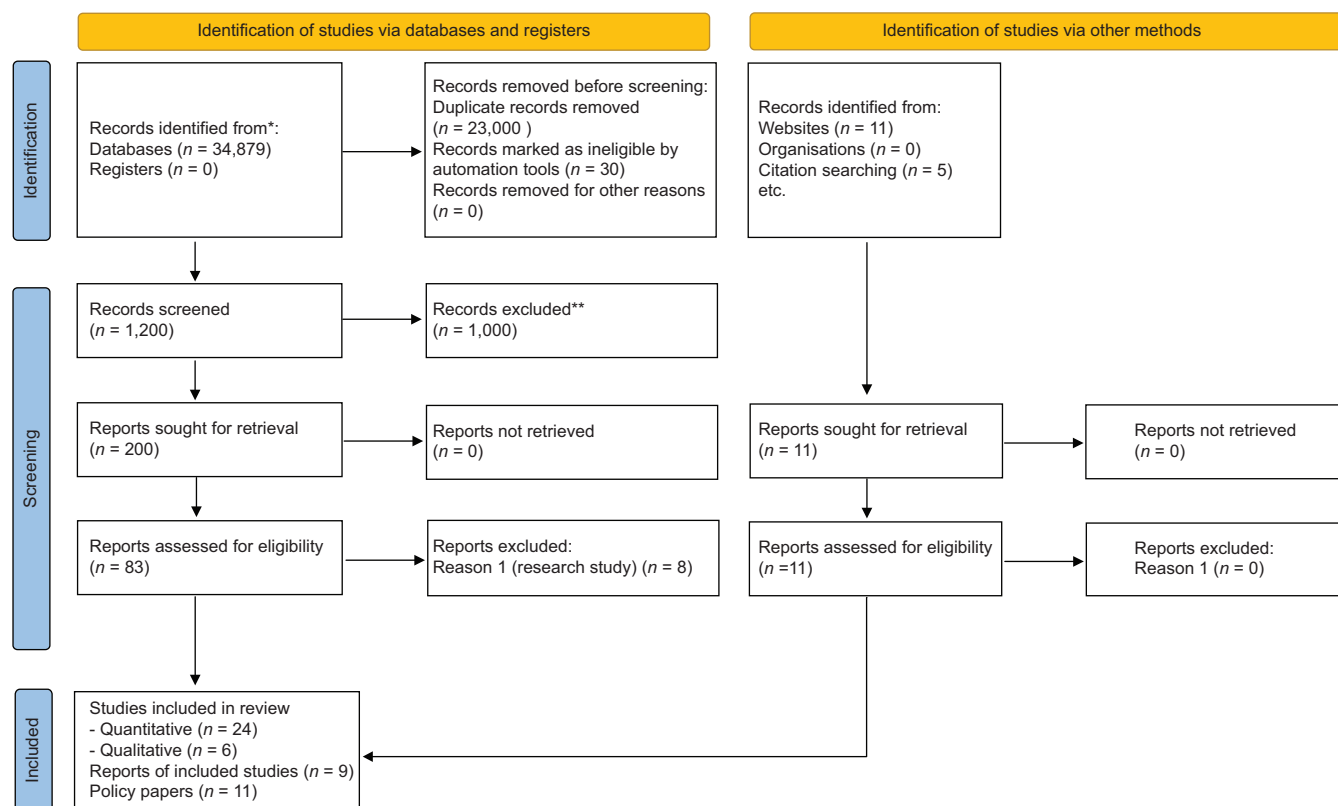 Identification of studies via databases and registers
Identification of studies via other methods
Identification
Records identified from*:
Databases (n = 34,879)
Registers (n = 0)
Records removed before screening:
Duplicate records removed
(n = 23,000 )
Records marked as ineligible by
automation tools (n = 30)
Records removed for other reasons
(n = 0)
Records identified from:
Websites (n = 11)
Organisations (n = 0)
Citation searching (n = 5)
etc.
Screening
Records screened
(n = 1,200)
Records excluded**
(n = 1,000)
Reports sought for retrieval
(n = 200)
Reports not retrieved
(n = 0)
Reports sought for retrieval
(n = 11)
Reports not retrieved
(n = 0)
Reports assessed for eligibility
(n = 83)
Reports excluded:
Reason 1 (research study) (n = 8)
Reports assessed for eligibility
(n =11)
Reports excluded:
Reason 1 (n = 0)
Included
Studies included in review
- Quantitative (n = 24)
- Qualitative (n = 6)
Reports of included studies (n = 9)
Policy papers (n = 11)